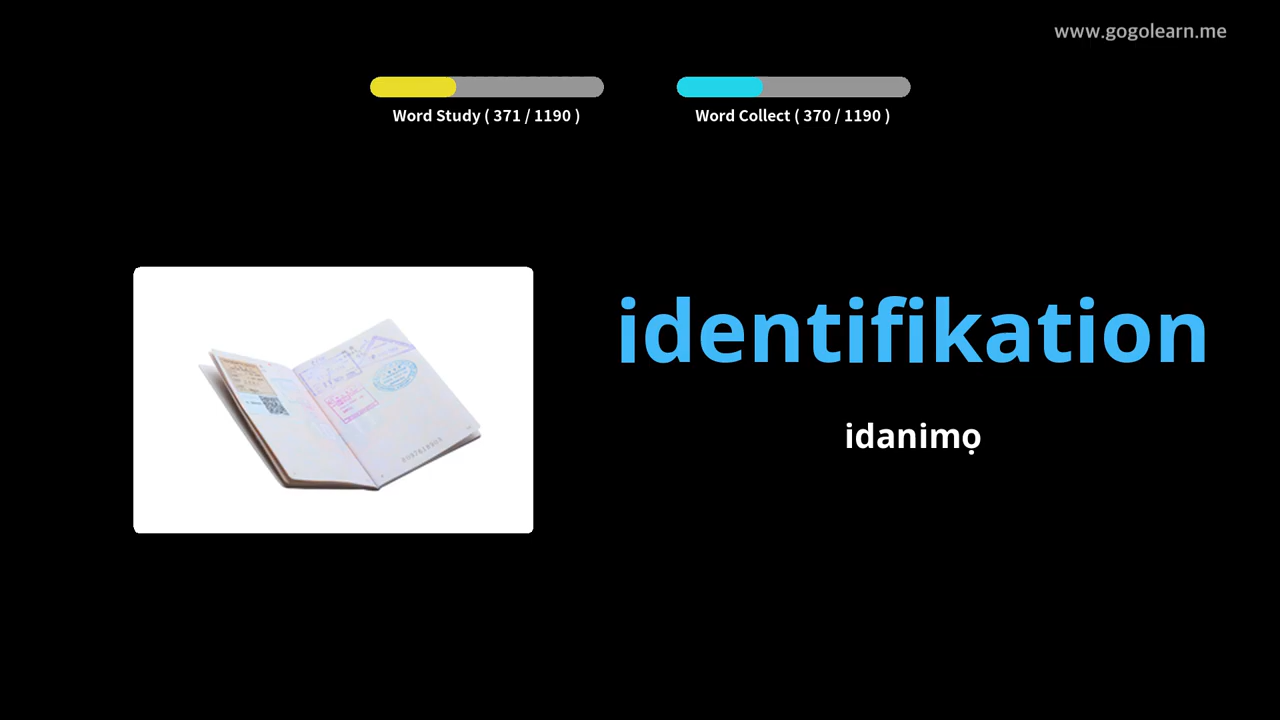 www.gogolearn.me
Word Study ( 371 / 1190 )
Word Collect ( 370 / 1190 )
identifikation
idanimọ